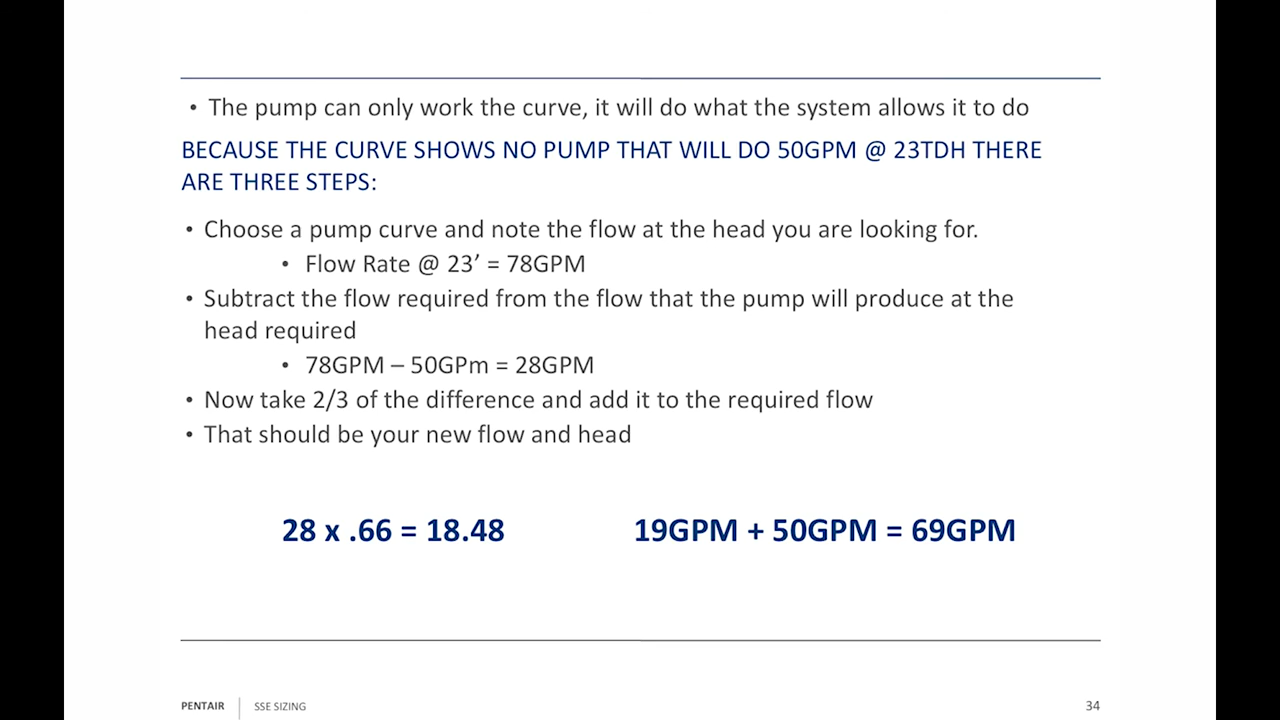 • The pump can only work the curve, it will do what the system allows it to do
BECAUSE THE CURVE SHOWS NO PUMP THAT WILL DO 50GPM @ 23TDH THERE
ARE THREE STEPS:
• Choose a pump curve and note the flow at the head you are looking for.
• Flow Rate @ 23’ = 78GPM
• Subtract the flow required from the flow that the pump will produce at the
head required
• 78GPM – 50GPm = 28GPM
• Now take 2/3 of the difference and add it to the required flow
• That should be your new flow and head
28 x .66 = 18.48
19GPM + 50GPM = 69GPM
PENTAIR | SSE SIZING
34